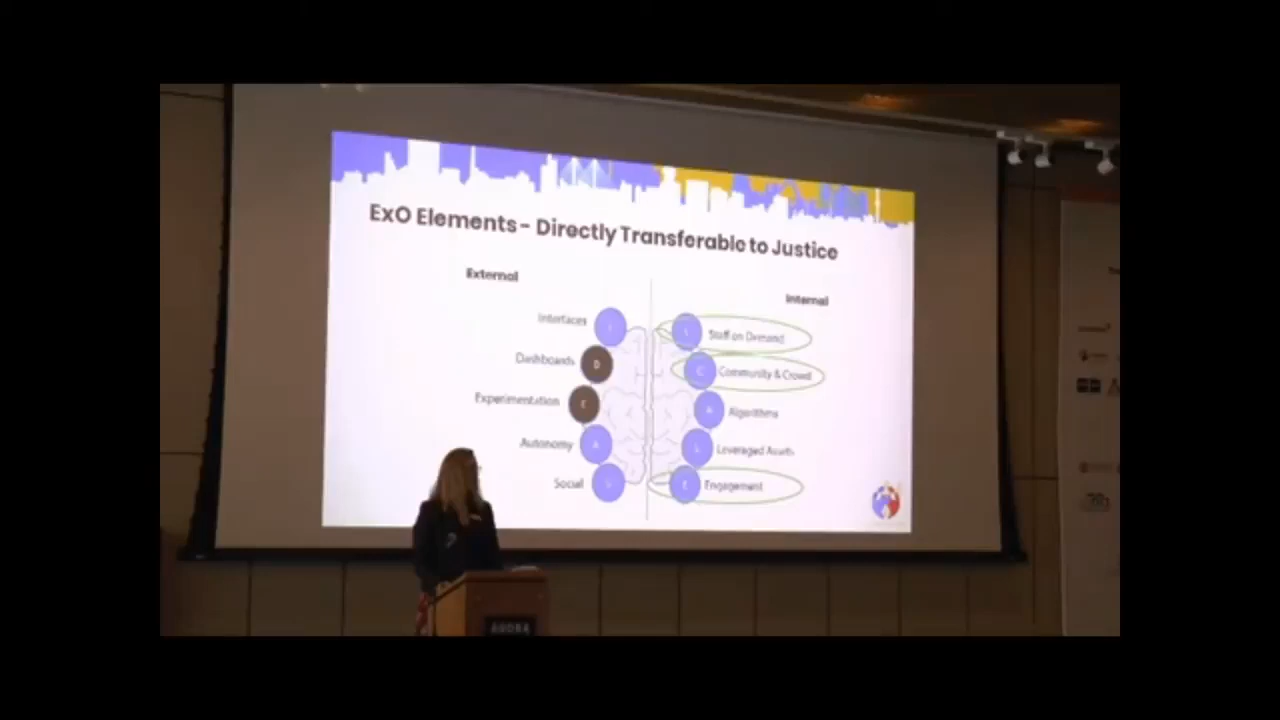 ExO Elements - Directly Transferable to Justice
External
Internal
Interfaces
Dashboards
D
Experimentation
E
Autonomy
A
Social
S
S
Staff on Demand
C
Community & Crowd
A
Algorithms
L
Leveraged Assets
E
Engagement
AGORA